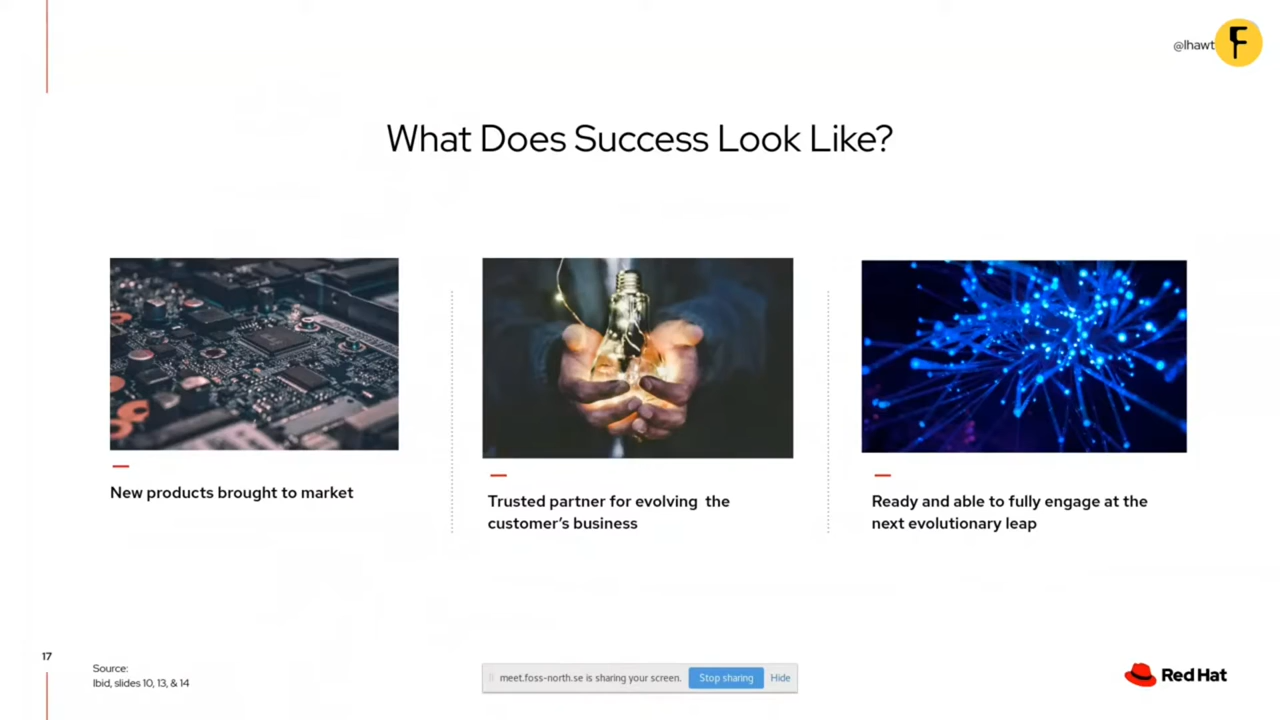 @lhawt
What Does Success Look Like?
New products brought to market
Trusted partner for evolving the
customer's business
Ready and able to fully engage at the
next evolutionary leap
17
Source:
Ibid, slides 10, 13, & 14
meet.foss-north.se is sharing your screen.
Stop sharing
Hide
Red Hat